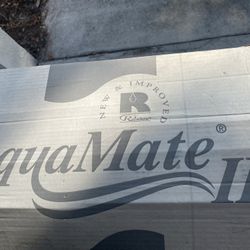 NEW & IMPROVED
R
quaMate®
II